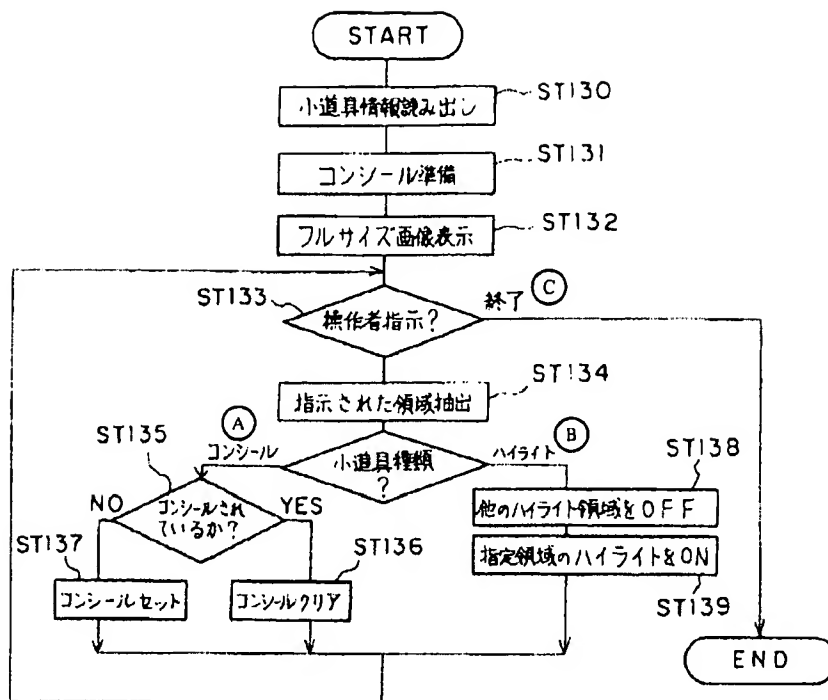 START
小道具情報読み出し
ST130
コンシール準備
ST131
フルサイズ画像表示
ST132
ST133
操作者指示?
終了
C
指示された領域抽出
ST134
A
コンシール
小道具種類
?
ハイライト
B
ST135
コンシールされ
ているか?
NO
YES
ST137
コンシールセット
ST136
コンシールクリア
ST138
他のハイライト領域をOFF
指定領域のハイライトをON
ST139
END